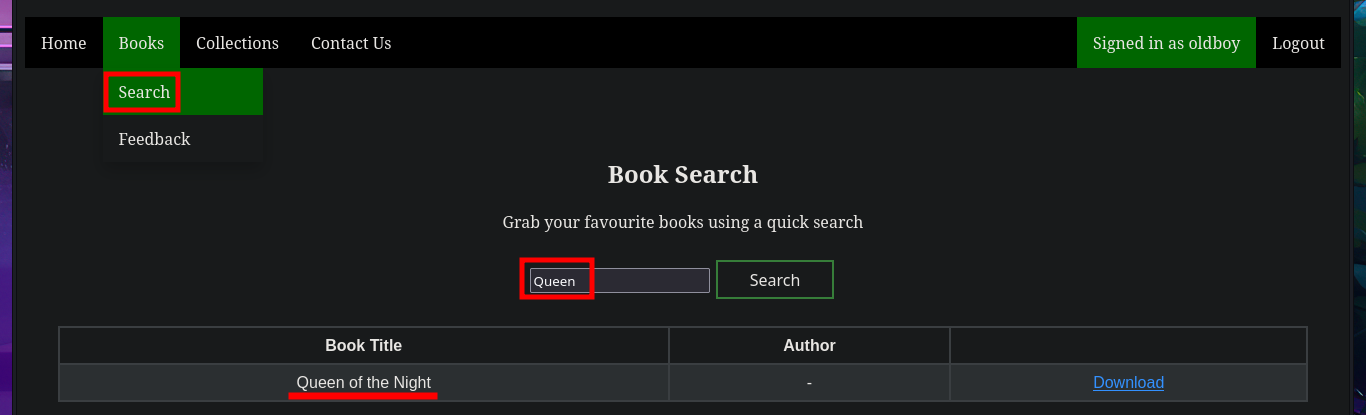 Home Books Collections Contact Us Signed in as oldboy Logout
Search
Feedback
Book Search
Grab your favourite books using a quick search
Queen Search
Book Title Author
Queen of the Night - Download